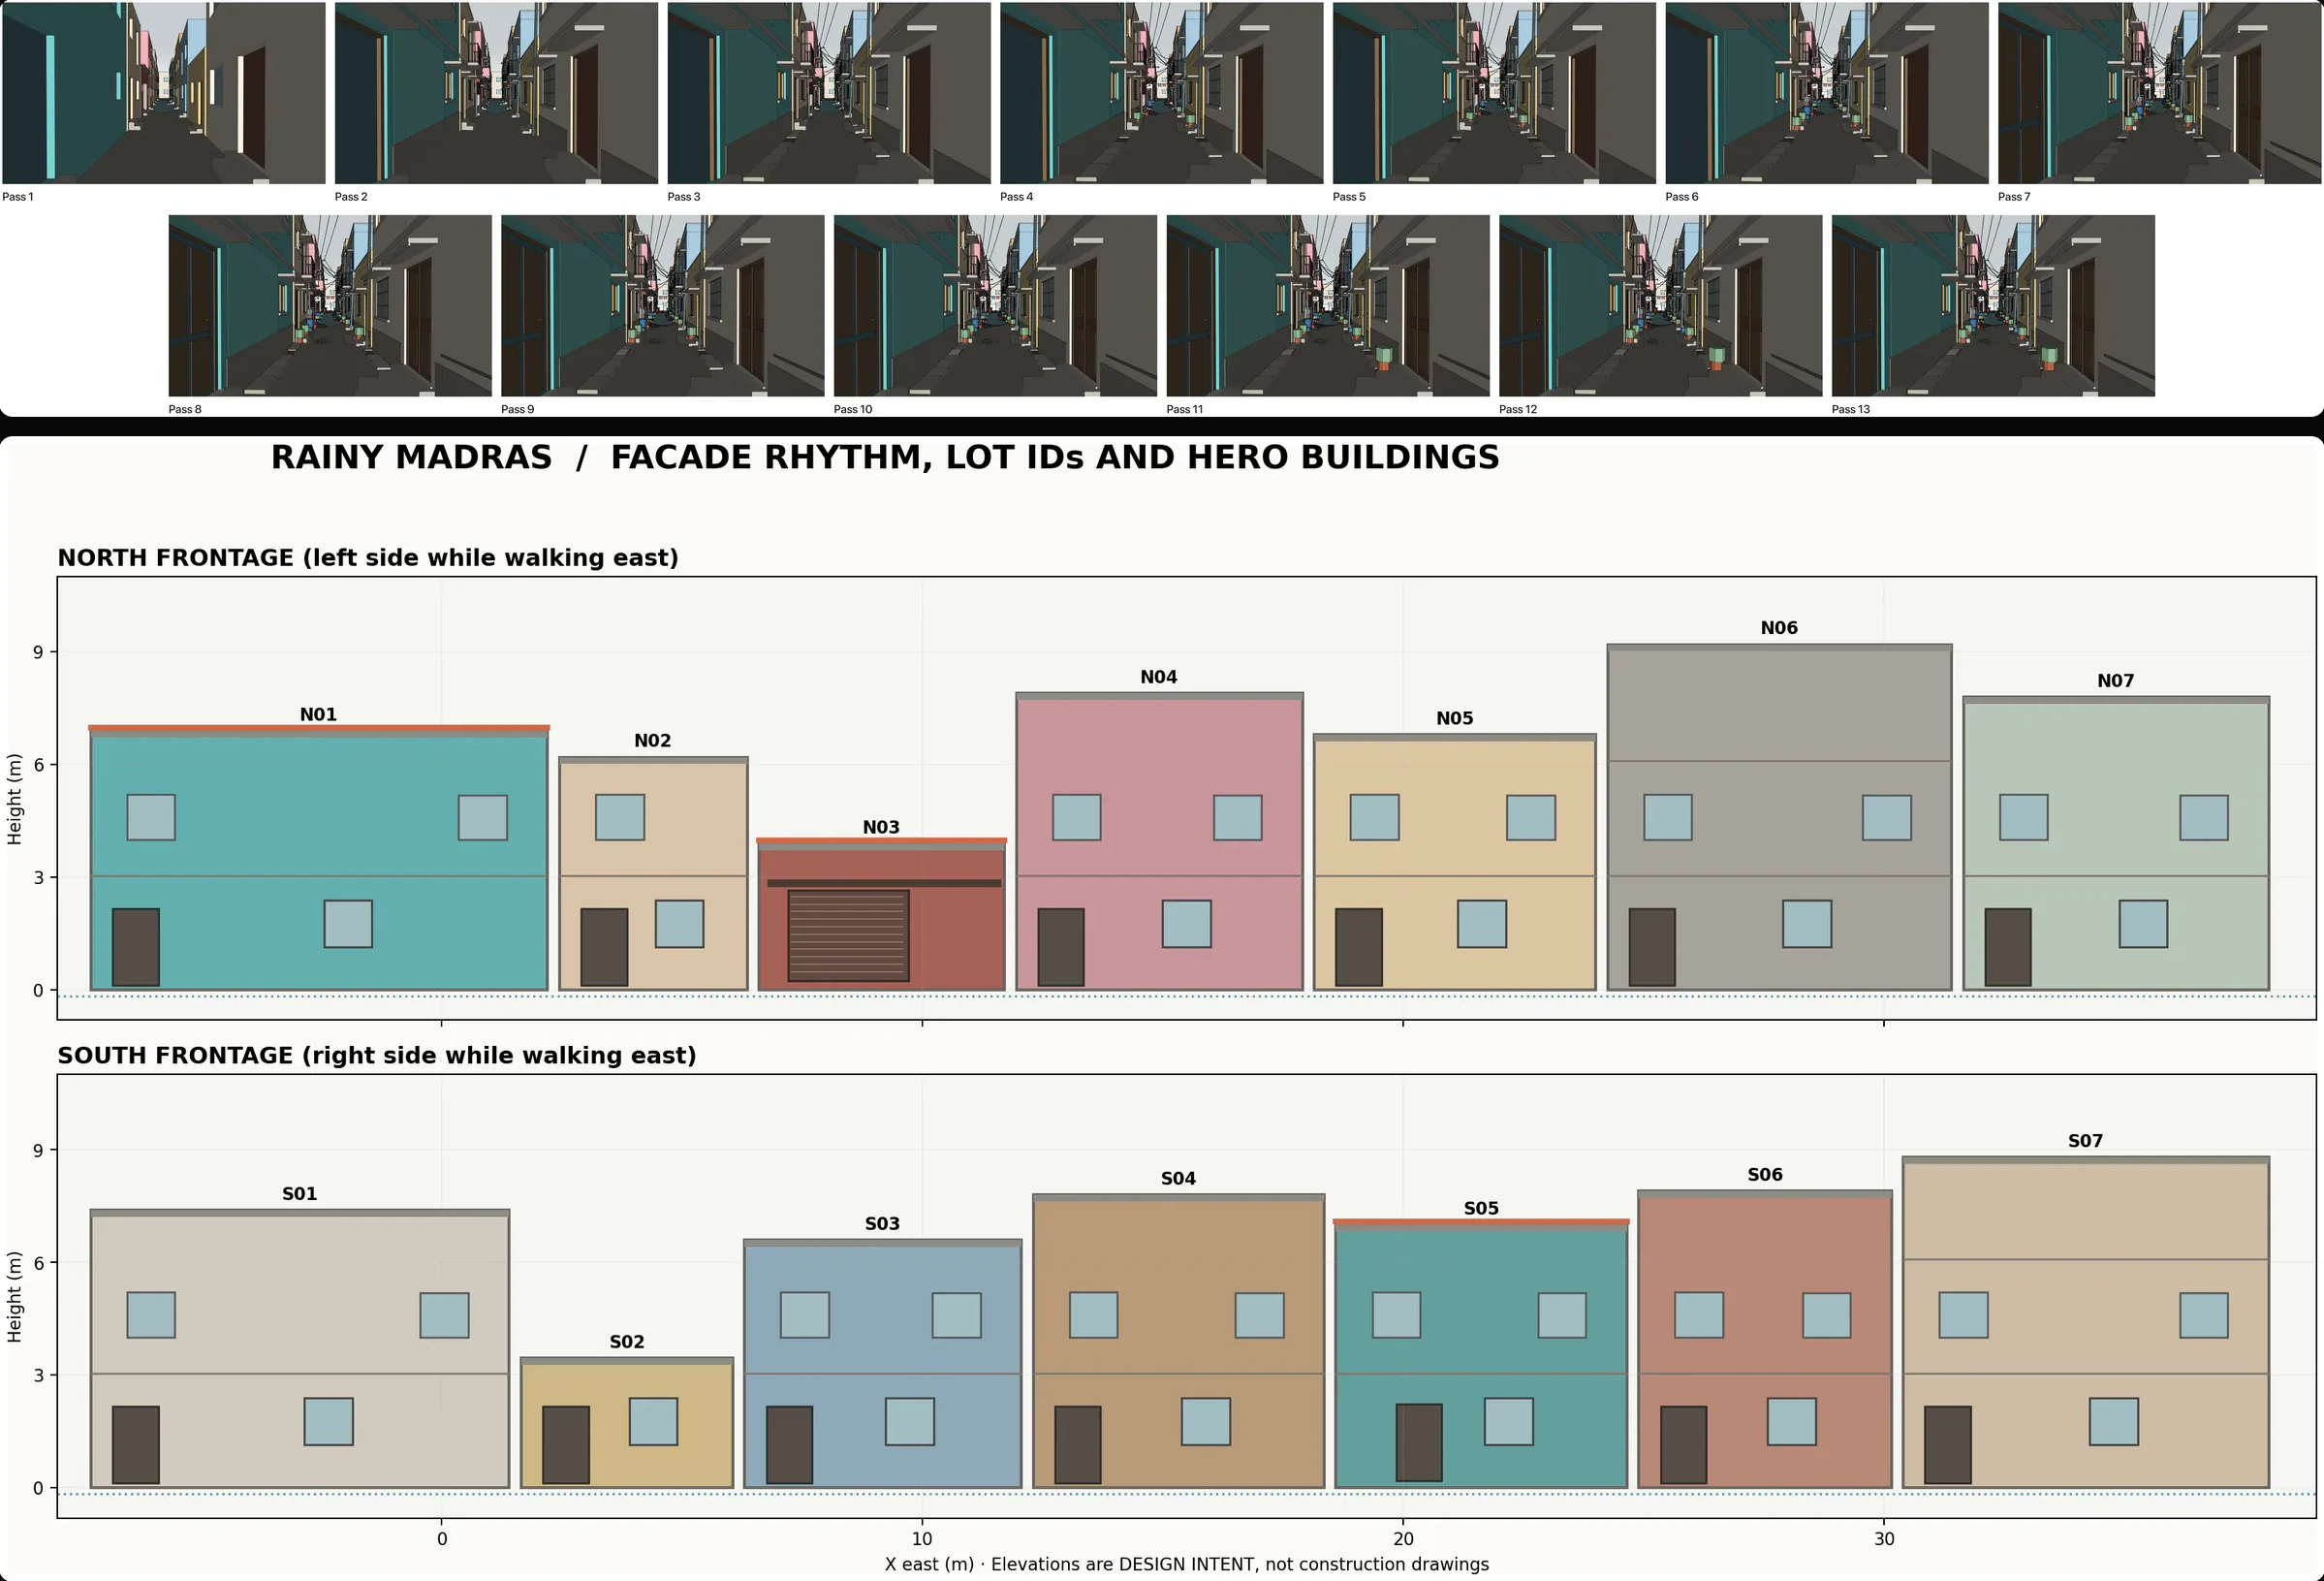 Pass 1
Pass 2
Pass 3
Pass 4
Pass 5
Pass 6
Pass 7
Pass 8
Pass 9
Pass 10
Pass 11
Pass 12
Pass 13
RAINY MADRAS / FACADE RHYTHM, LOT IDs AND HERO BUILDINGS
NORTH FRONTAGE (left side while walking east)
N01
N02
N03
N04
N05
N06
N07
Height (m)
9
6
3
0
SOUTH FRONTAGE (right side while walking east)
S01
S02
S03
S04
S05
S06
S07
Height (m)
9
6
3
0
0
10
20
30
X east (m) · Elevations are DESIGN INTENT, not construction drawings